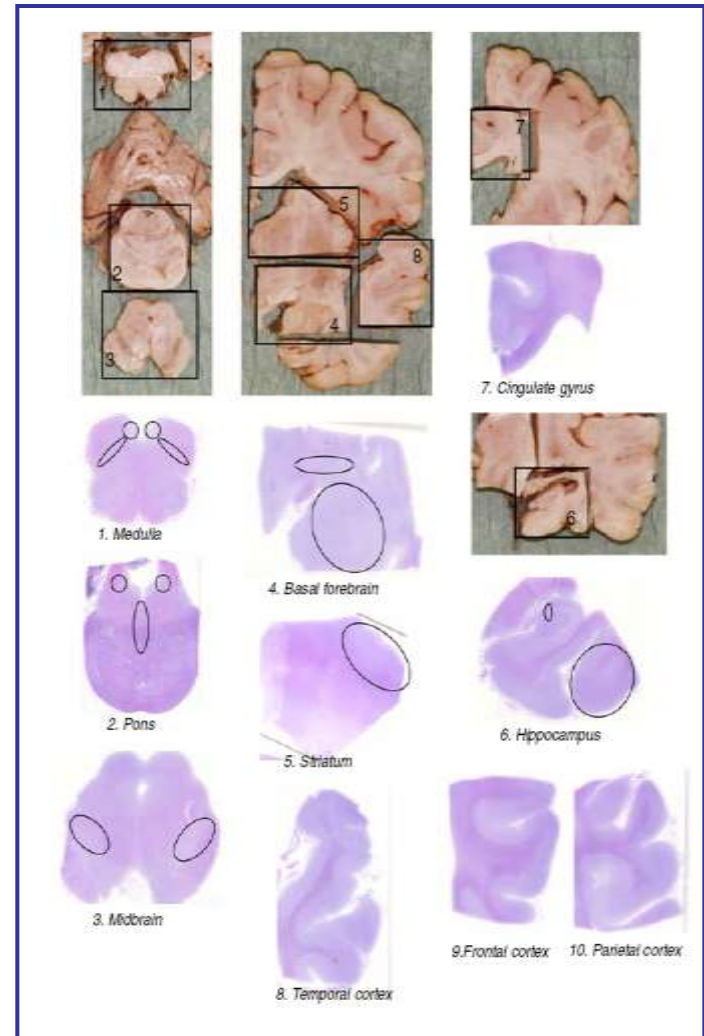 1
2
3
5
8
4
7
7. Cingulate gyrus
6
1. Medulla
4. Basal forebrain
2. Pons
5. Striatum
6. Hippocampus
3. Midbrain
8. Temporal cortex
9.Frontal cortex
10. Parietal cortex